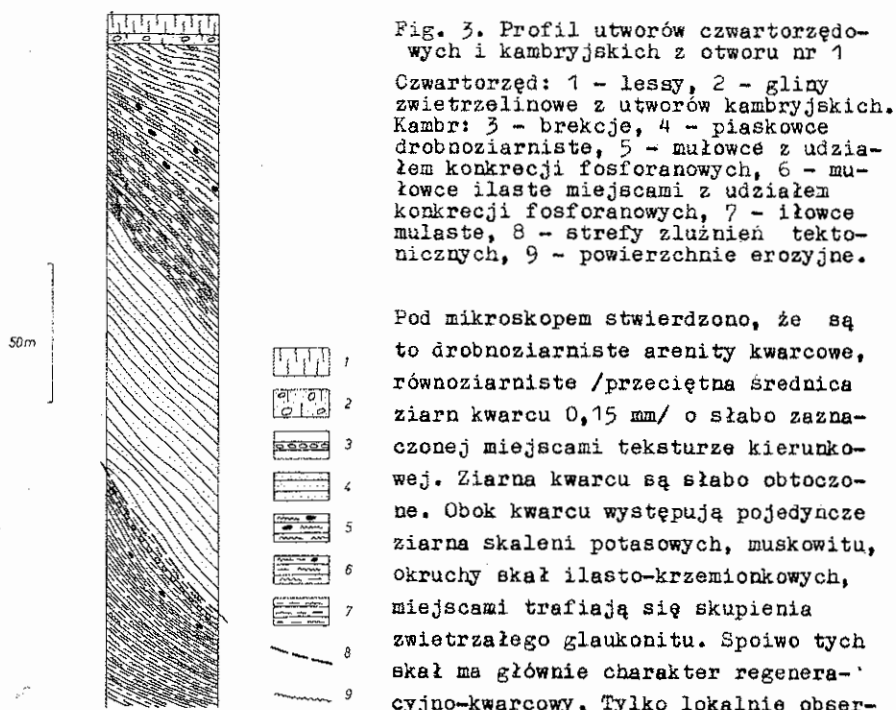 Fig. 3. Profil utworów czwartorzędo-
wych i kambryjskich z otworu nr 1
Czwartorzęd: 1 - lessy, 2 - gliny
zwietrzelinowe z utworów kambryjskich.
Kambr: 3 - brekcje, 4 - piaskowce
drobnoziarniste, 5 - mułowce z udzia-
łem konkrecji fosforanowych, 6 - mu-
łowce ilaste miejscami z udziałem
konkrecji fosforanowych, 7 - iłowce
mulaste, 8 - strefy zluźnień tekto-
nicznych, 9 - powierzchnie erozyjne.
50m
1
2
3
4
5
6
7
8
9
Pod mikroskopem stwierdzono, że są
to drobnoziarniste arenity kwarcowe,
równoziarniste /przeciętna średnica
ziarn kwarcu 0,15 mm/ o słabo zazna-
czonej miejscami teksturze kierunko-
wej. Ziarna kwarcu są słabo obtoczo-
ne. Obok kwarcu występują pojedyncze
ziarna skaleni potasowych, muskowitu,
okruchy skał ilasto-krzemionkowych,
miejscami trafiają się skupienia
zwietrzałego glaukonitu. Spoiwo tych
skał ma głównie charakter regenera-
cyjno-kwarcowy. Tylko lokalnie obser-